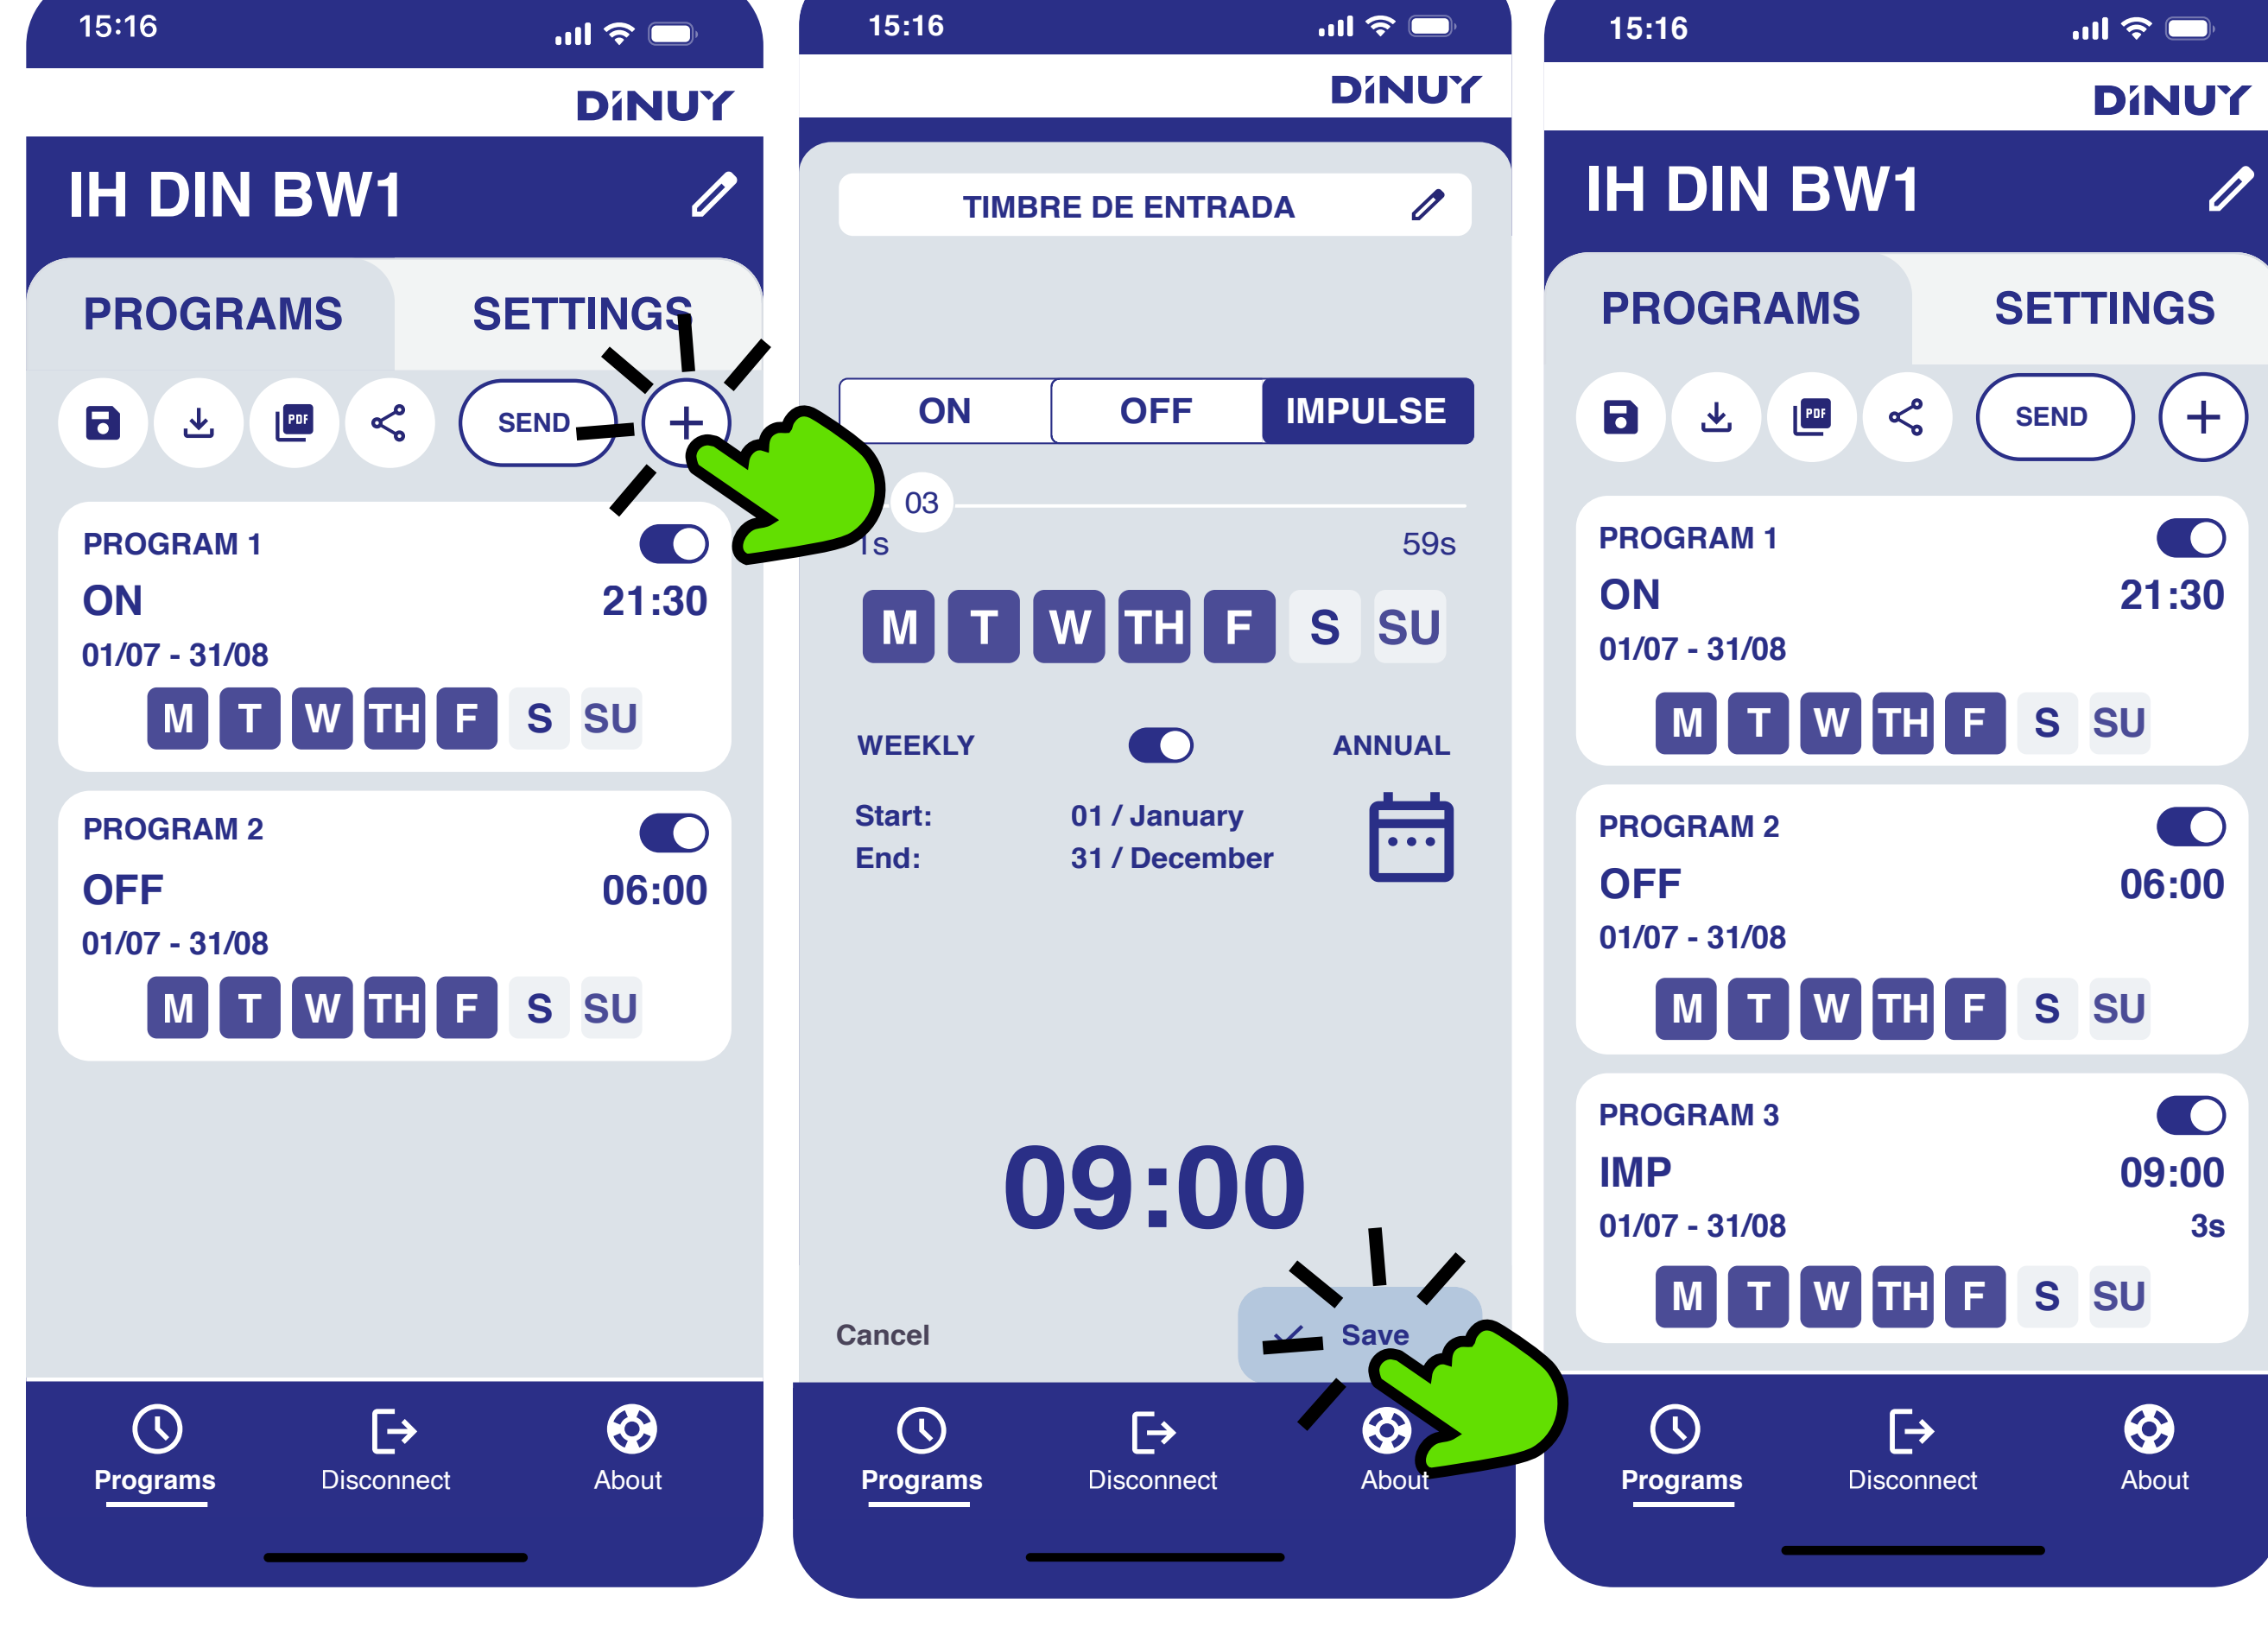 15:16
DINUY
IH DIN BW1
PROGRAMS
SETTINGS
PDF
SEND
+
PROGRAM 1
ON
21:30
01/07 - 31/08
M T W TH F S SU
PROGRAM 2
OFF
06:00
01/07 - 31/08
M T W TH F S SU
Programs
Disconnect
About
15:16
DINUY
TIMBRE DE ENTRADA
ON
OFF
IMPULSE
03
1s
59s
M T W TH F S SU
WEEKLY
ANNUAL
Start: 01 / January
End: 31 / December
09:00
Cancel
Save
Programs
Disconnect
About
15:16
DINUY
IH DIN BW1
PROGRAMS
SETTINGS
PDF
SEND
+
PROGRAM 1
ON
21:30
01/07 - 31/08
M T W TH F S SU
PROGRAM 2
OFF
06:00
01/07 - 31/08
M T W TH F S SU
PROGRAM 3
IMP
09:00
01/07 - 31/08
3s
M T W TH F S SU
Programs
Disconnect
About